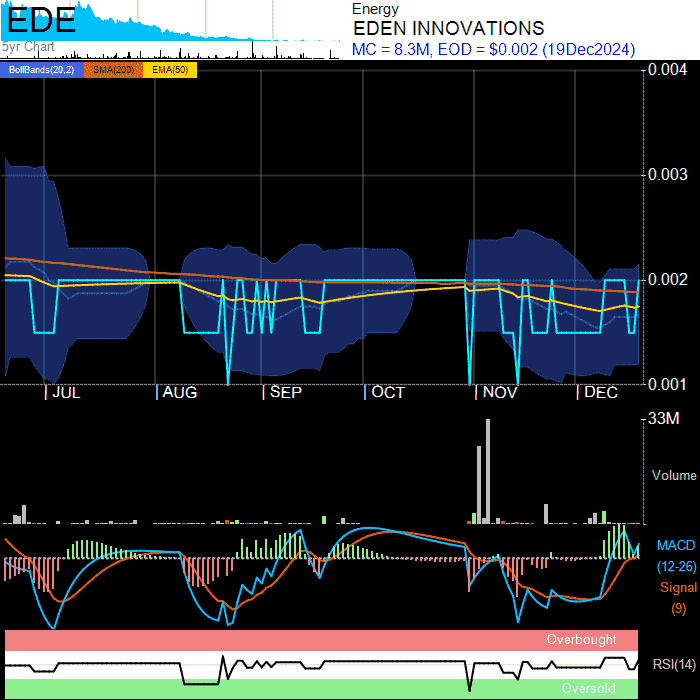 EDE
5yr Chart
Energy
EDEN INNOVATIONS
MC = 8.3M, EOD = $0.002 (19Dec2024)
BollBands(20,2) SMA(200) EMA(50)
0.004
0.003
0.002
0.001
JUL AUG SEP OCT NOV DEC
33M
Volume
MACD
(12-26)
Signal
(9)
Overbought
RSI(14)
Oversold